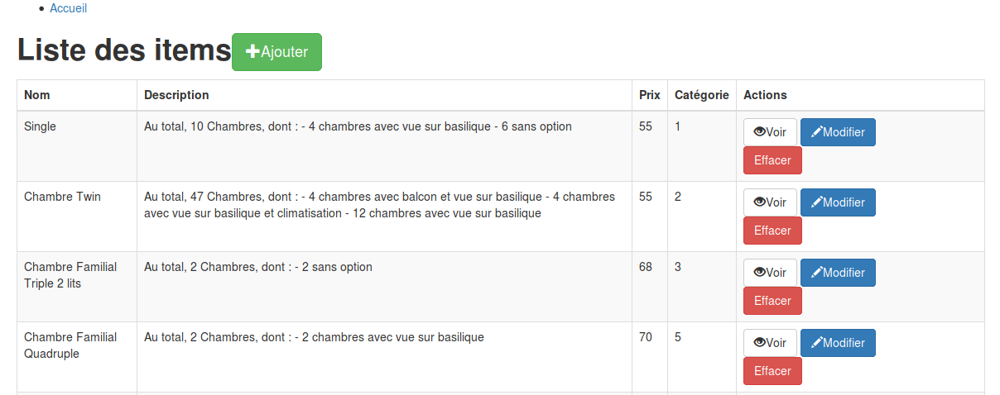 Accueil
Liste des items Ajouter
Nom Description Prix Catégorie Actions
Single Au total, 10 Chambres, dont : - 4 chambres avec vue sur basilique - 6 sans option 55 1 Voir Modifier
Effacer
Chambre Twin Au total, 47 Chambres, dont : - 4 chambres avec balcon et vue sur basilique - 4 chambres 55 2 Voir Modifier
avec vue sur basilique et climatisation - 12 chambres avec vue sur basilique
Effacer
Chambre Familial Au total, 2 Chambres, dont : - 2 sans option 68 3 Voir Modifier
Triple 2 lits
Effacer
Chambre Familial Au total, 2 Chambres, dont : - 2 chambres avec vue sur basilique 70 5 Voir Modifier
Quadruple
Effacer